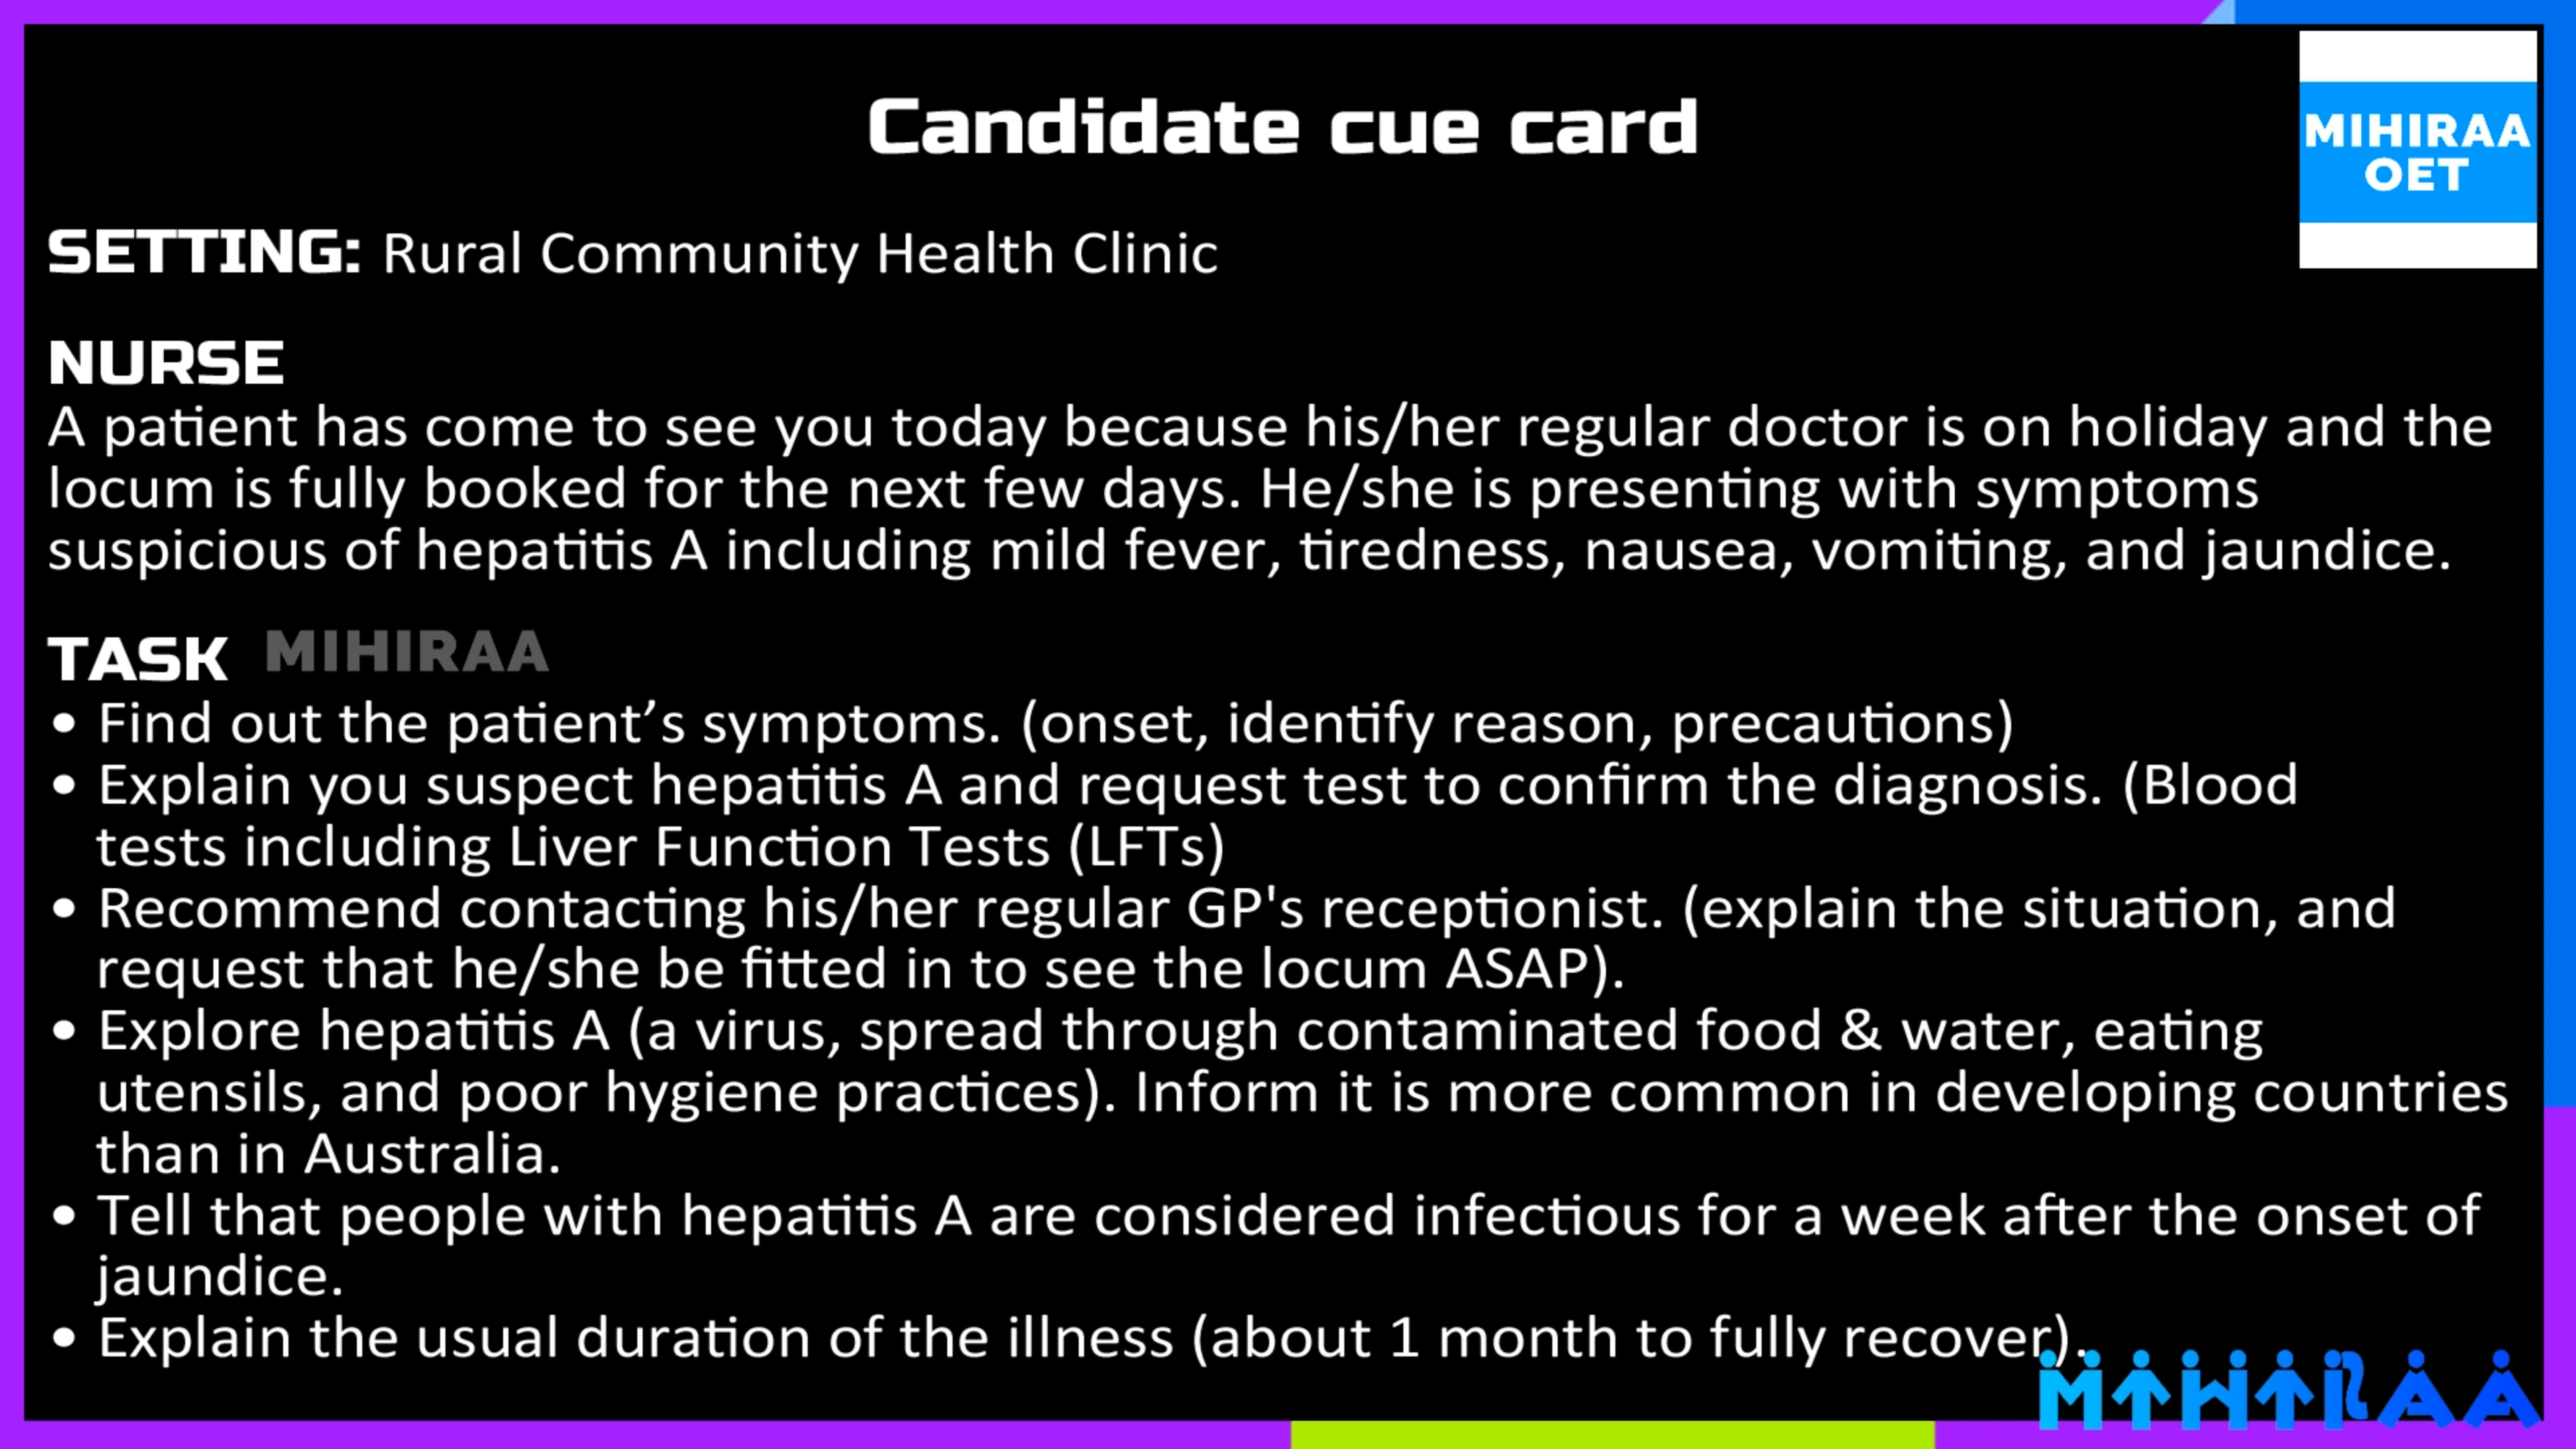 Candidate cue card
MIHIRAA
OET
SETTING: Rural Community Health Clinic
NURSE
A patient has come to see you today because his/her regular doctor is on holiday and the
locum is fully booked for the next few days. He/she is presenting with symptoms
suspicious of hepatitis A including mild fever, tiredness, nausea, vomiting, and jaundice.
TASK MIHIRAA
• Find out the patient’s symptoms. (onset, identify reason, precautions)
• Explain you suspect hepatitis A and request test to confirm the diagnosis. (Blood
tests including Liver Function Tests (LFTs)
• Recommend contacting his/her regular GP's receptionist. (explain the situation, and
request that he/she be fitted in to see the locum ASAP).
• Explore hepatitis A (a virus, spread through contaminated food & water, eating
utensils, and poor hygiene practices). Inform it is more common in developing countries
than in Australia.
• Tell that people with hepatitis A are considered infectious for a week after the onset of
jaundice.
• Explain the usual duration of the illness (about 1 month to fully recover).
MIHIRAA